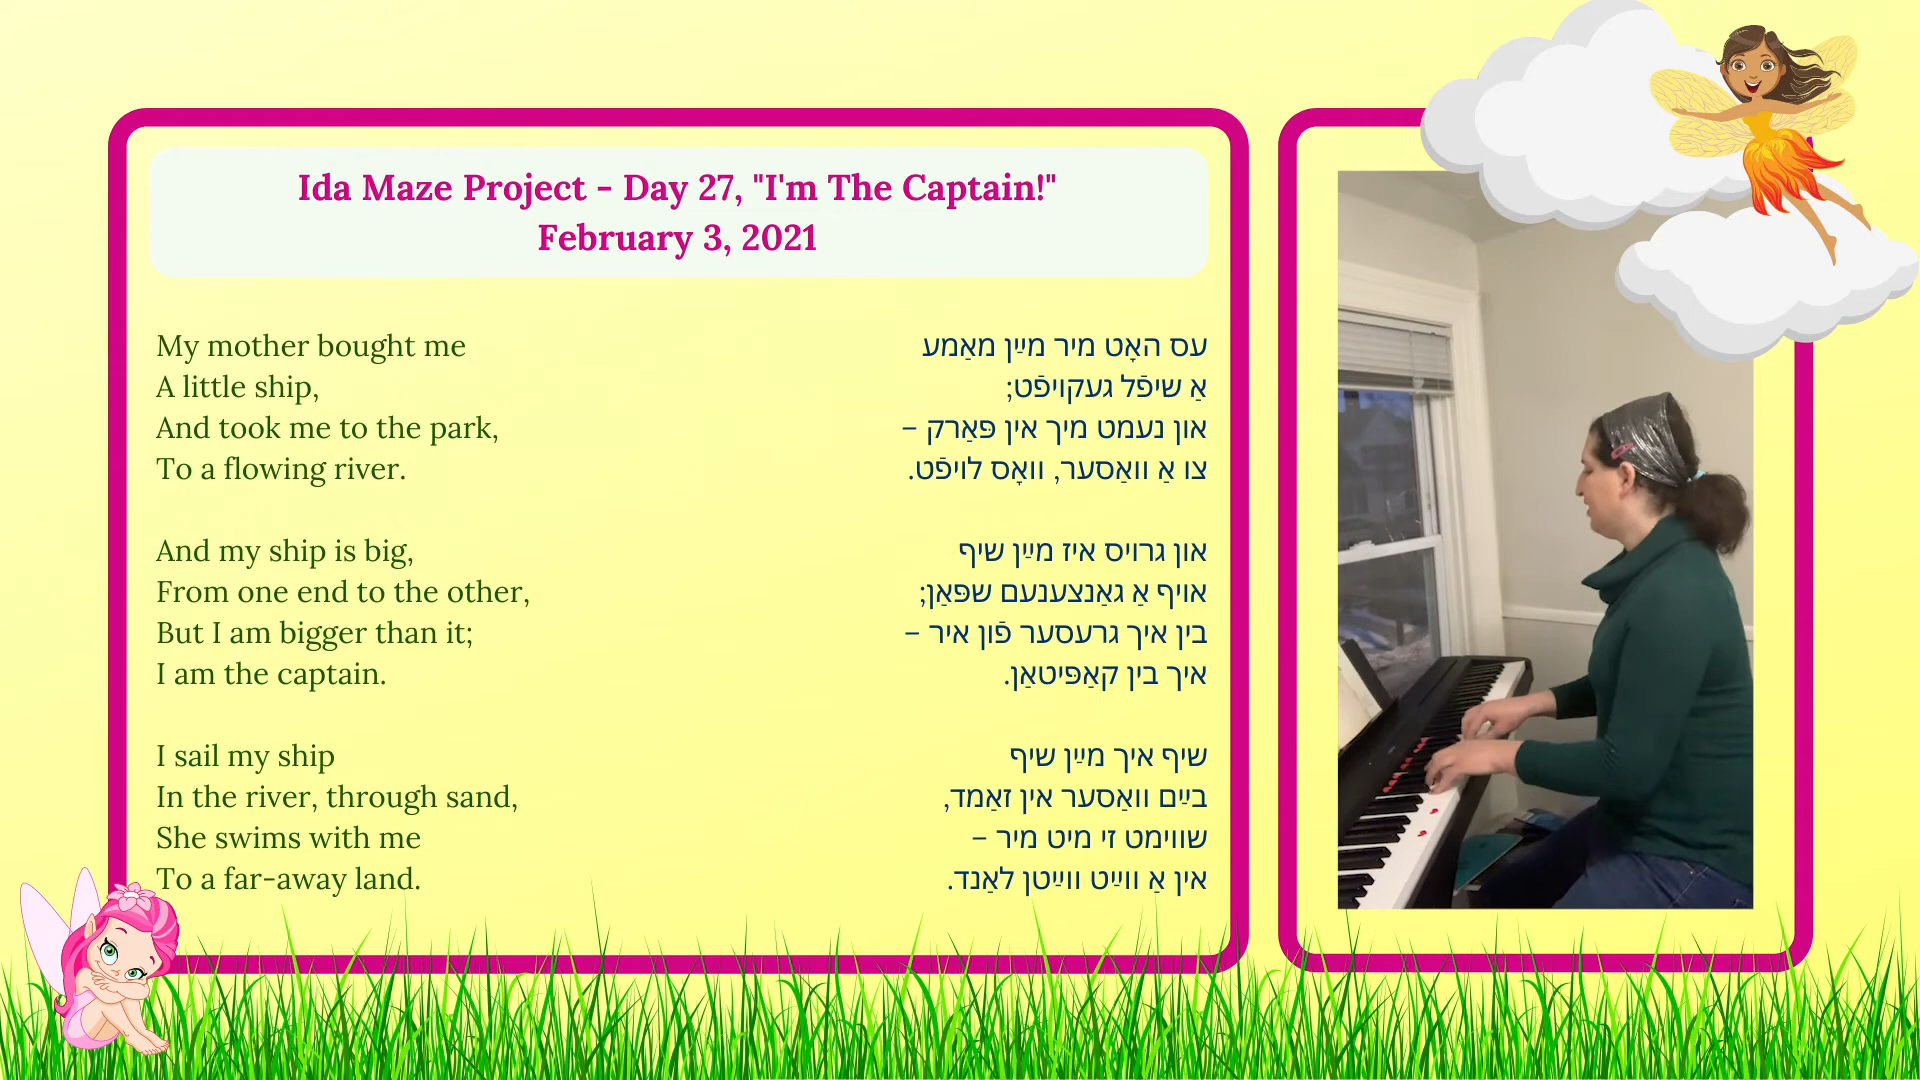 Ida Maze Project - Day 27, "I'm The Captain!"
February 3, 2021
My mother bought me
A little ship,
And took me to the park,
To a flowing river.
And my ship is big,
From one end to the other,
But I am bigger than it;
I am the captain.
I sail my ship
In the river, through sand,
She swims with me
To a far-away land.
עס האָט מיר מײַן מאַמע
אַ שיפֿל געקויפֿט;
און נעמט מיך אין פּאַרק –
צו אַ וואַסער, וואָס לויפֿט.
און גרויס איז מײַן שיף
אויף אַ גאַנצענעם שפּאַן;
בין איך גרעסער פֿון איר –
איך בין קאַפּיטאַן.
שיף איך מײַן שיף
בײַם וואַסער אין זאַמד,
שווימט זי מיט מיר –
אין אַ ווײַט ווײַטן לאַנד.